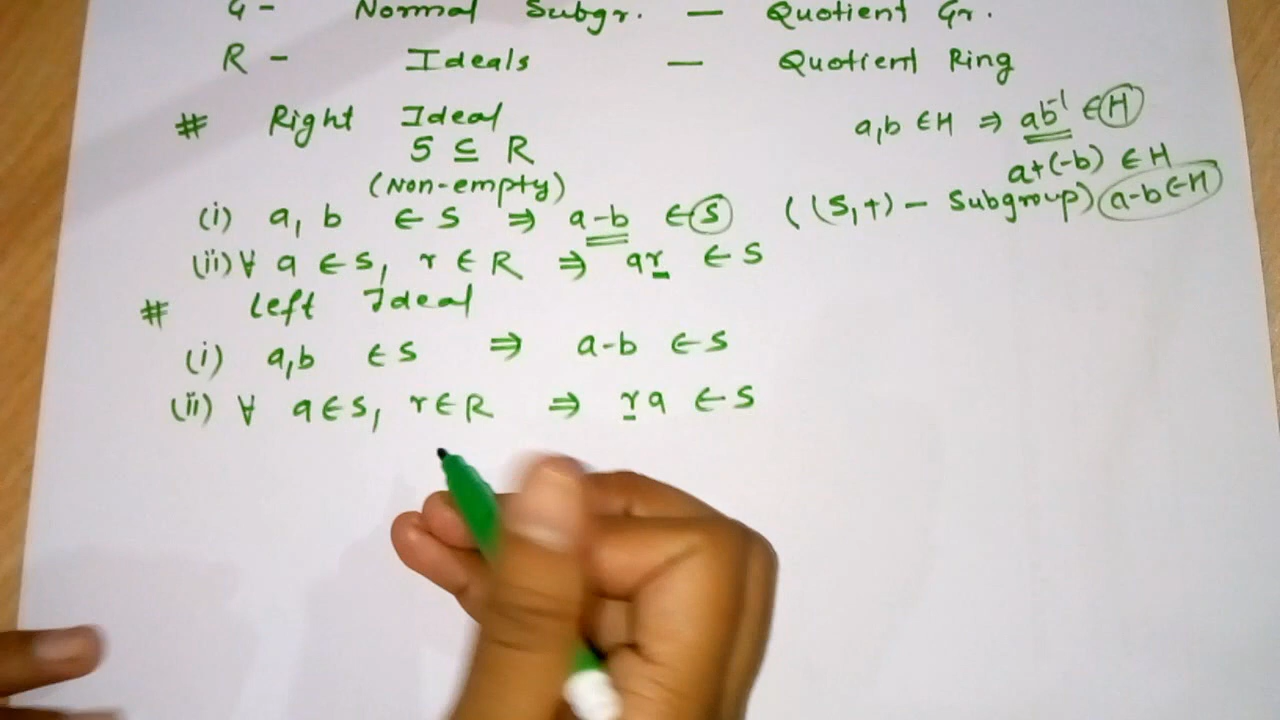 G - Normal Subgr. — Quotient Gr.
R - Ideals — Quotient Ring
# Right Ideal
S ⊆ R
(Non-empty)
a,b ∈ H ⇒ ab⁻¹ ∈ H
a+(-b) ∈ H
(i) a, b ∈ S ⇒ a-b ∈ S ((S,+) - Subgroup) a-b ∈ H
(ii) ∀ a ∈ S, r ∈ R ⇒ ar ∈ S
# Left Ideal
(i) a,b ∈ S ⇒ a-b ∈ S
(ii) ∀ a ∈ S, r ∈ R ⇒ ra ∈ S